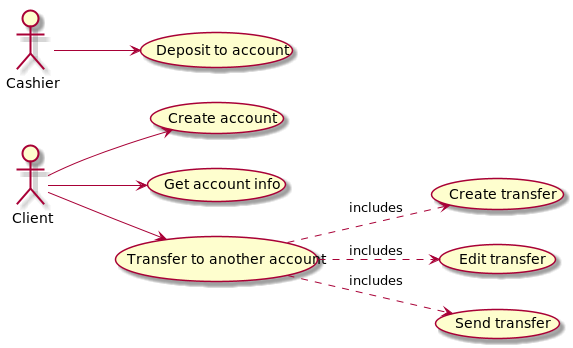 Deposit to account
Cashier
Create account
Get account info
Client
Transfer to another account
includes
includes
includes
Create transfer
Edit transfer
Send transfer